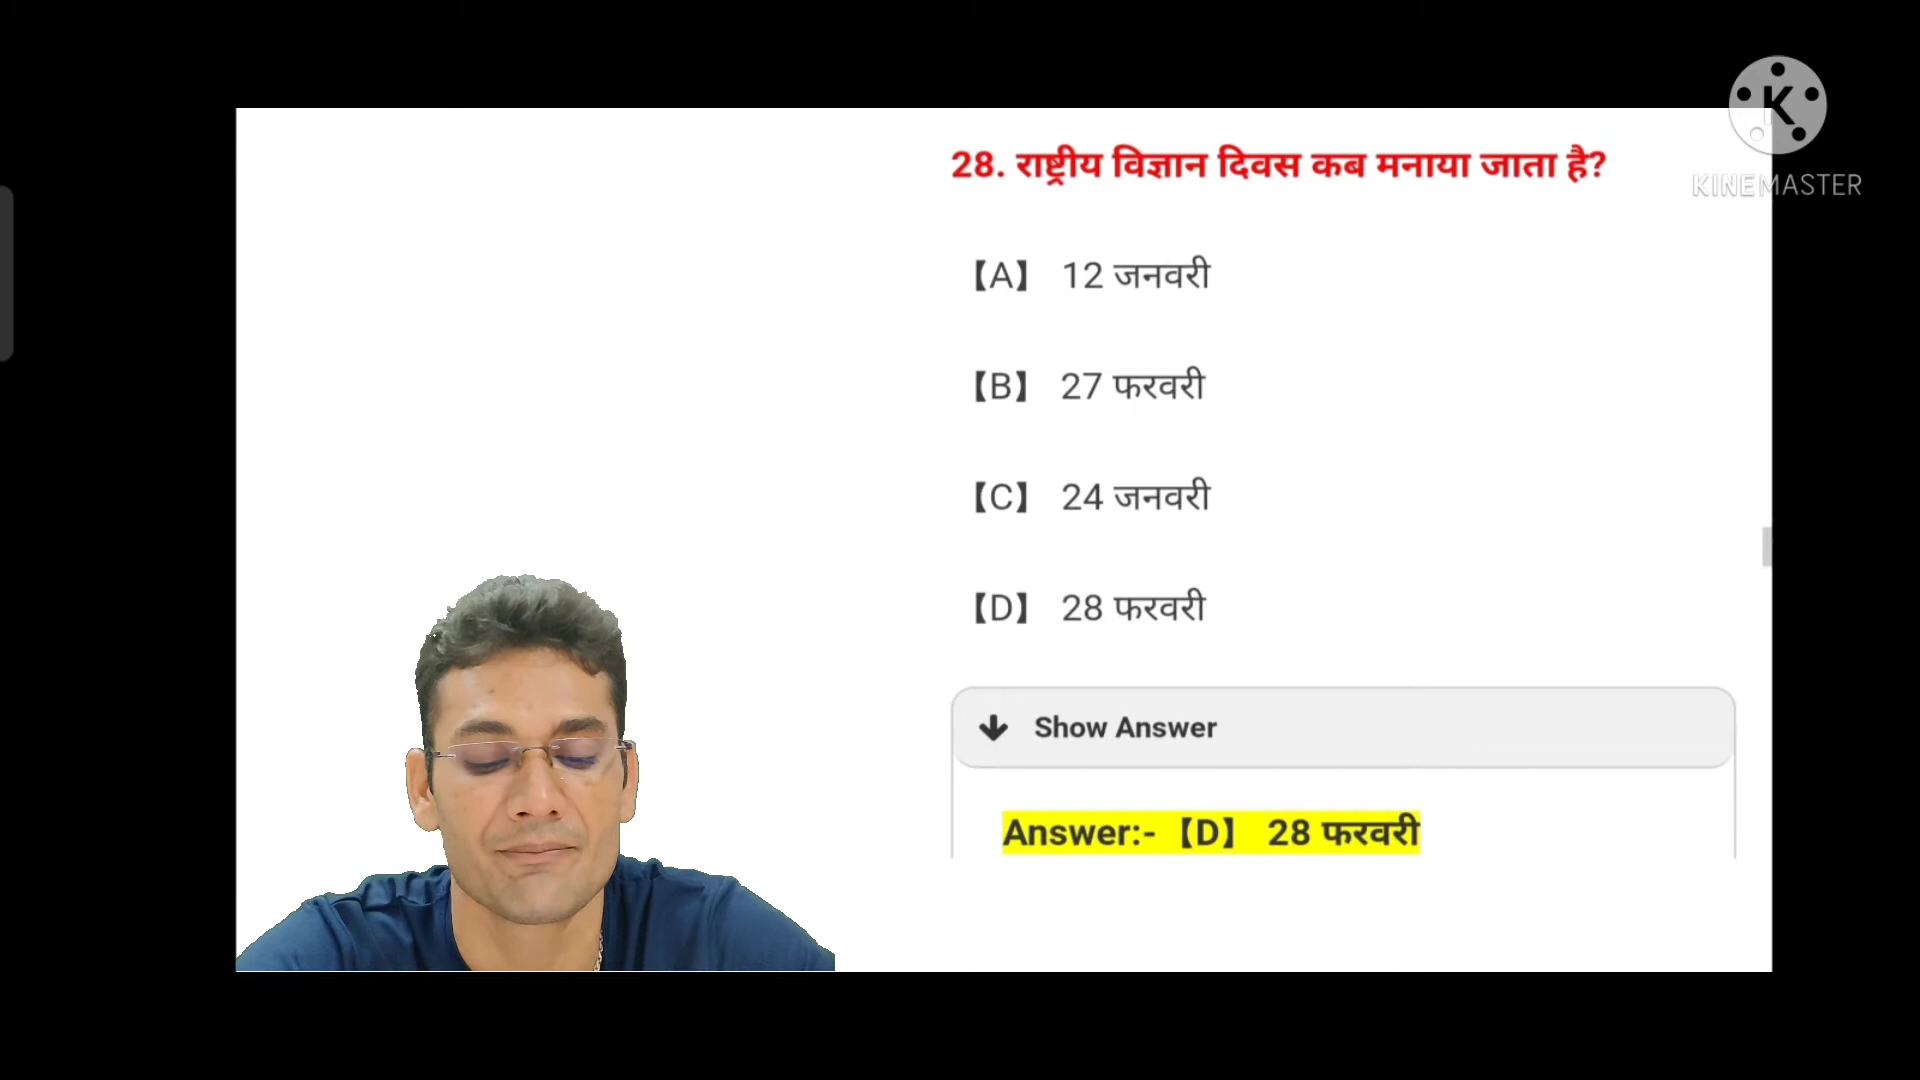 28. राष्ट्रीय विज्ञान दिवस कब मनाया जाता है?
K
KINEMASTER
【A】 12 जनवरी
【B】 27 फरवरी
【C】 24 जनवरी
【D】 28 फरवरी
Show Answer
Answer:- 【D】 28 फरवरी